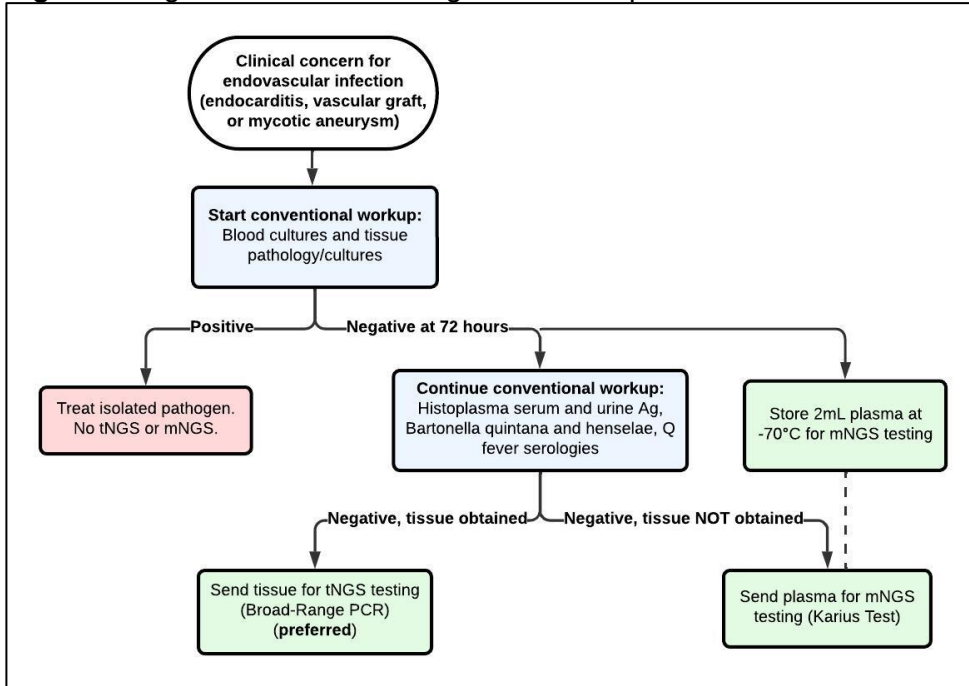 Clinical concern for
endovascular infection
(endocarditis, vascular graft,
or mycotic aneurysm)
Start conventional workup:
Blood cultures and tissue
pathology/cultures
Positive
Negative at 72 hours
Treat isolated pathogen.
No tNGS or mNGS.
Continue conventional workup:
Histoplasma serum and urine Ag,
Bartonella quintana and henselae, Q
fever serologies
Store 2mL plasma at
-70°C for mNGS testing
Negative, tissue obtained
Negative, tissue NOT obtained
Send tissue for tNGS testing
(Broad-Range PCR)
(preferred)
Send plasma for mNGS
testing (Karius Test)